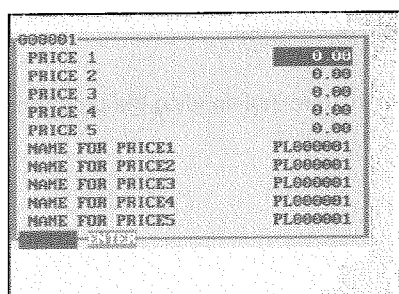 000001
PRICE 1 0.00
PRICE 2 0.00
PRICE 3 0.00
PRICE 4 0.00
PRICE 5 0.00
NAME FOR PRICE1 PL000001
NAME FOR PRICE2 PL000001
NAME FOR PRICE3 PL000001
NAME FOR PRICE4 PL000001
NAME FOR PRICE5 PL000001
ENTER